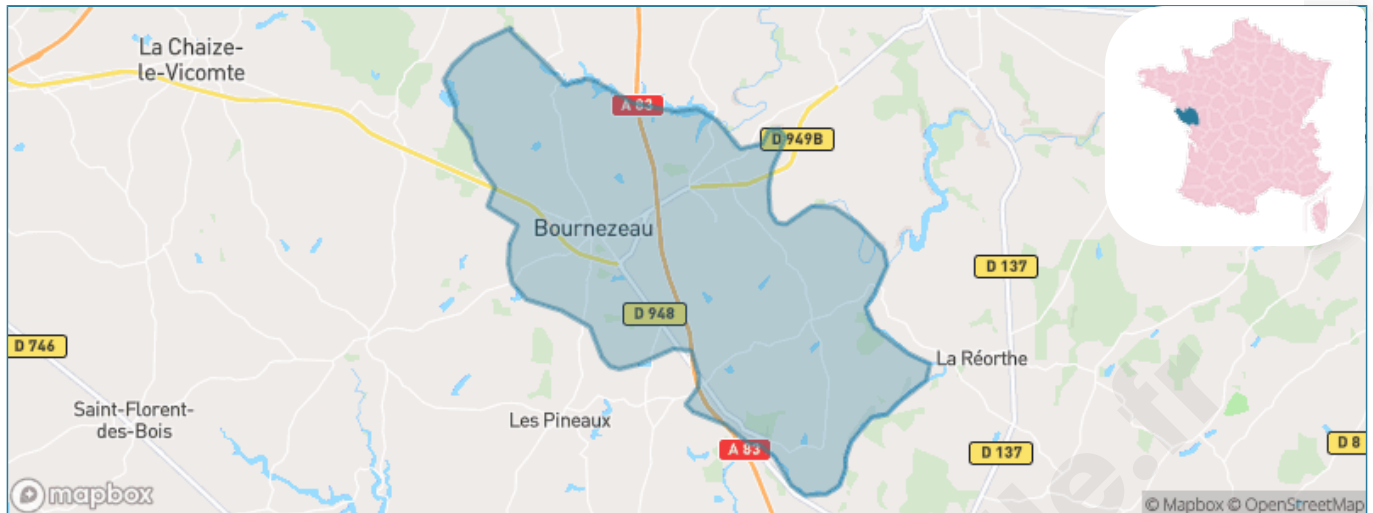 La Chaize-
le-Vicomte
A 83
D 949B
Bournezeau
D 137
D 948
D 746
La Réorthe
Saint-Florent-
des-Bois
Les Pineaux
A 83
D 137
D 8
mapbox
© Mapbox © OpenStreetMap